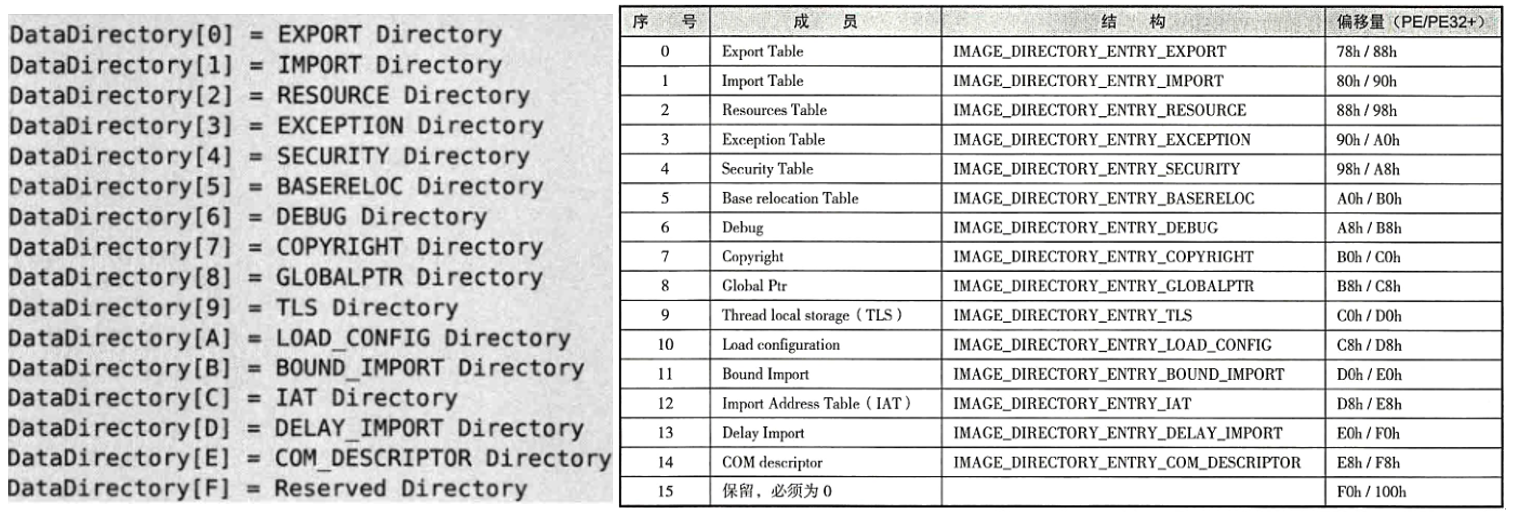 DataDirectory[0] = EXPORT Directory
DataDirectory[1] = IMPORT Directory
DataDirectory[2] = RESOURCE Directory
DataDirectory[3] = EXCEPTION Directory
DataDirectory[4] = SECURITY Directory
DataDirectory[5] = BASERELOC Directory
DataDirectory[6] = DEBUG Directory
DataDirectory[7] = COPYRIGHT Directory
DataDirectory[8] = GLOBALPTR Directory
DataDirectory[9] = TLS Directory
DataDirectory[A] = LOAD_CONFIG Directory
DataDirectory[B] = BOUND_IMPORT Directory
DataDirectory[C] = IAT Directory
DataDirectory[D] = DELAY_IMPORT Directory
DataDirectory[E] = COM_DESCRIPTOR Directory
DataDirectory[F] = Reserved Directory
序 号 成 员 结 构 偏移量（PE/PE32+）
0 Export Table IMAGE_DIRECTORY_ENTRY_EXPORT 78h / 88h
1 Import Table IMAGE_DIRECTORY_ENTRY_IMPORT 80h / 90h
2 Resources Table IMAGE_DIRECTORY_ENTRY_RESOURCE 88h / 98h
3 Exception Table IMAGE_DIRECTORY_ENTRY_EXCEPTION 90h / A0h
4 Security Table IMAGE_DIRECTORY_ENTRY_SECURITY 98h / A8h
5 Base relocation Table IMAGE_DIRECTORY_ENTRY_BASERELOC A0h / B0h
6 Debug IMAGE_DIRECTORY_ENTRY_DEBUG A8h / B8h
7 Copyright IMAGE_DIRECTORY_ENTRY_COPYRIGHT B0h / C0h
8 Global Ptr IMAGE_DIRECTORY_ENTRY_GLOBALPTR B8h / C8h
9 Thread local storage（TLS） IMAGE_DIRECTORY_ENTRY_TLS C0h / D0h
10 Load configuration IMAGE_DIRECTORY_ENTRY_LOAD_CONFIG C8h / D8h
11 Bound Import IMAGE_DIRECTORY_ENTRY_BOUND_IMPORT D0h / E0h
12 Import Address Table（IAT） IMAGE_DIRECTORY_ENTRY_IAT D8h / E8h
13 Delay Import IMAGE_DIRECTORY_ENTRY_DELAY_IMPORT E0h / F0h
14 COM descriptor IMAGE_DIRECTORY_ENTRY_COM_DESCRIPTOR E8h / F8h
15 保留，必须为 0 F0h / 100h